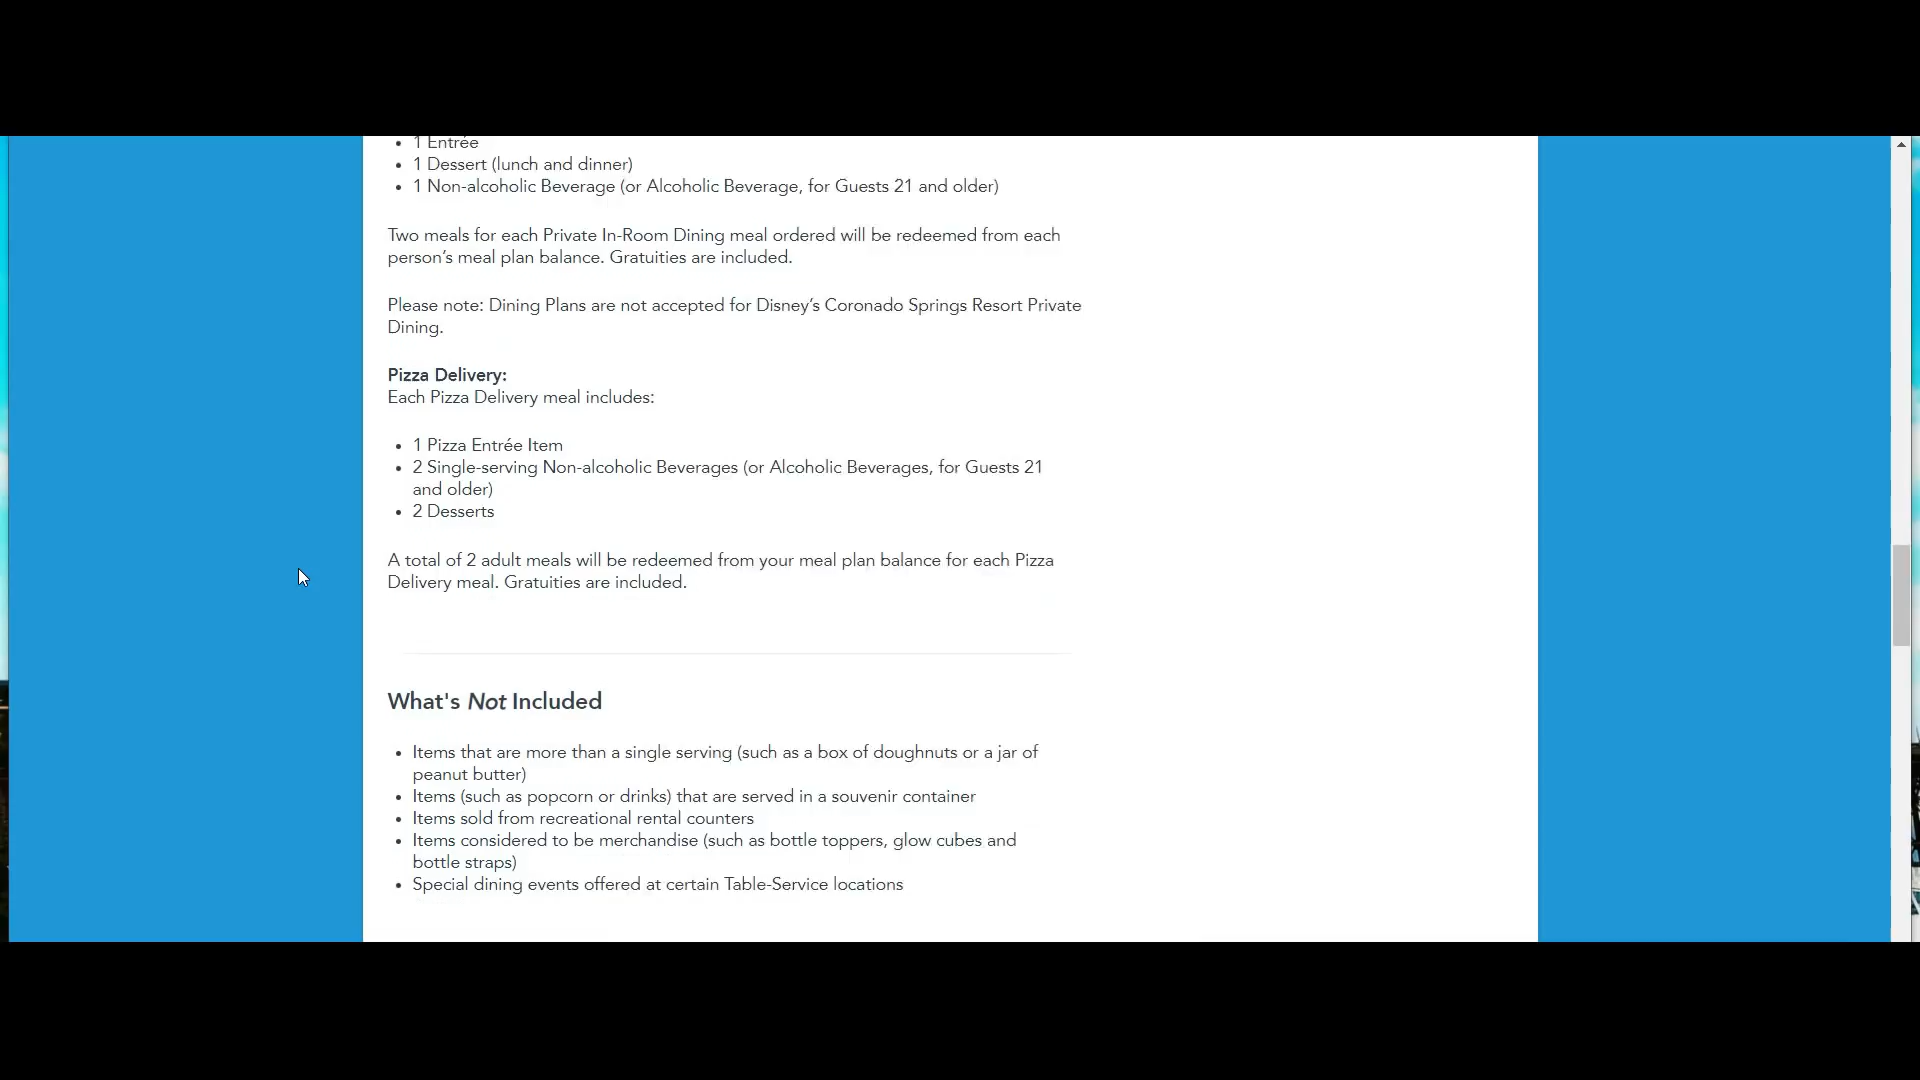 • 1 Entrée
• 1 Dessert (lunch and dinner)
• 1 Non-alcoholic Beverage (or Alcoholic Beverage, for Guests 21 and older)
Two meals for each Private In-Room Dining meal ordered will be redeemed from each
person’s meal plan balance. Gratuities are included.
Please note: Dining Plans are not accepted for Disney’s Coronado Springs Resort Private
Dining.
Pizza Delivery:
Each Pizza Delivery meal includes:
• 1 Pizza Entrée Item
• 2 Single-serving Non-alcoholic Beverages (or Alcoholic Beverages, for Guests 21
and older)
• 2 Desserts
A total of 2 adult meals will be redeemed from your meal plan balance for each Pizza
Delivery meal. Gratuities are included.
What's Not Included
• Items that are more than a single serving (such as a box of doughnuts or a jar of
peanut butter)
• Items (such as popcorn or drinks) that are served in a souvenir container
• Items sold from recreational rental counters
• Items considered to be merchandise (such as bottle toppers, glow cubes and
bottle straps)
• Special dining events offered at certain Table-Service locations